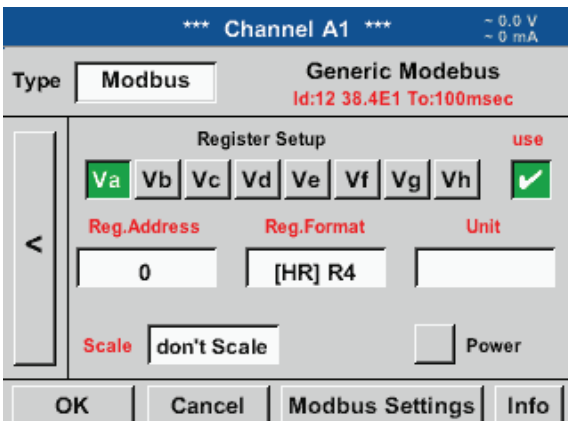 *** Channel A1 *** ~ 0.0 V
~ 0 mA
Type Modbus Generic Modebus
Id:12 38.4E1 To:100msec
Register Setup use
Va Vb Vc Vd Ve Vf Vg Vh
Reg.Address Reg.Format Unit
< 0 [HR] R4
Scale don't Scale Power
OK Cancel Modbus Settings Info